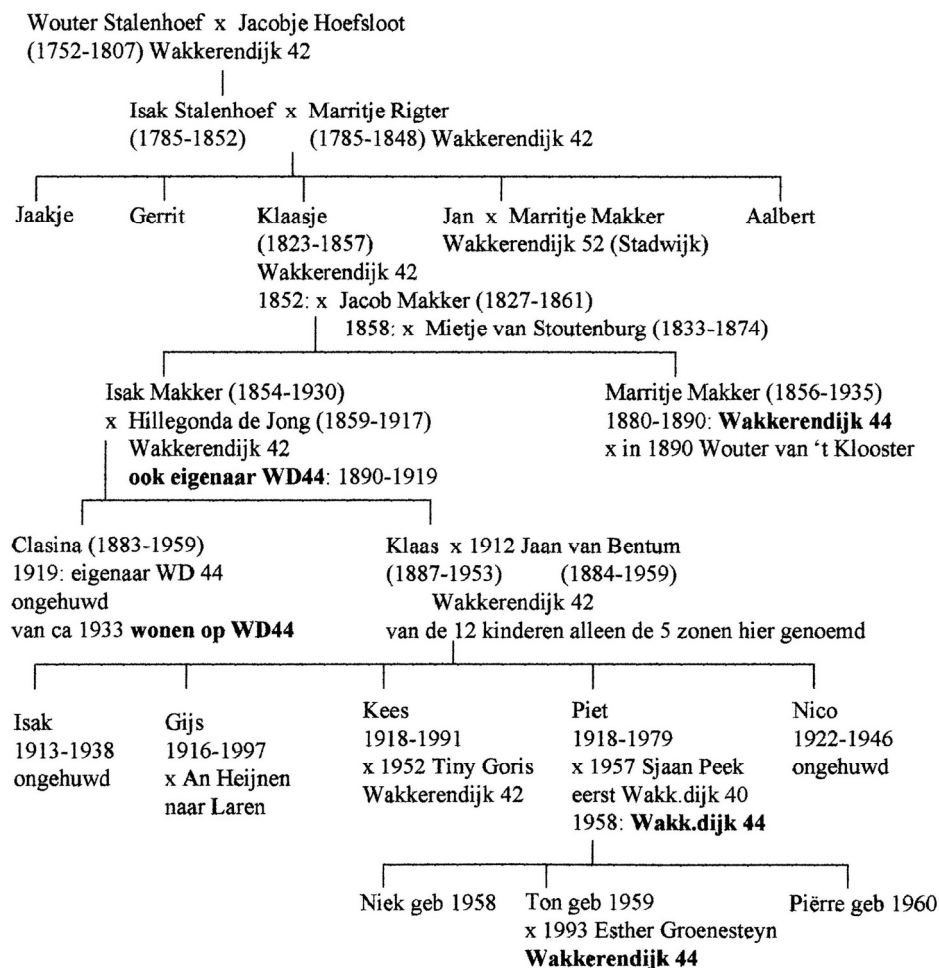 Wouter Stalenhoef x Jacobje Hoefsloot
(1752-1807) Wakkerendijk 42
Isak Stalenhoef x Marritje Rigter
(1785-1852) (1785-1848) Wakkerendijk 42
Jaakje Gerrit Klaasje Jan x Marritje Makker Aalbert
(1823-1857) Wakkerendijk 52 (Stadwijk)
Wakkerendijk 42
1852: x Jacob Makker (1827-1861)
1858: x Mietje van Stoutenburg (1833-1874)
Isak Makker (1854-1930) Marritje Makker (1856-1935)
x Hillegonda de Jong (1859-1917) 1880-1890: Wakkerendijk 44
Wakkerendijk 42 x in 1890 Wouter van ‘t Klooster
ook eigenaar WD44: 1890-1919
Clasina (1883-1959) Klaas x 1912 Jaan van Bentum
1919: eigenaar WD 44 (1887-1953) (1884-1959)
ongehuwd Wakkerendijk 42
van ca 1933 wonen op WD44 van de 12 kinderen alleen de 5 zonen hier genoemd
Isak Gijs Kees Piet Nico
1913-1938 1916-1997 1918-1991 1918-1979 1922-1946
ongehuwd x An Heijnen x 1952 Tiny Goris x 1957 Sjaan Peek ongehuwd
naar Laren Wakkerendijk 42 eerst Wakk.dijk 40
1958: Wakk.dijk 44
Niek geb 1958 Ton geb 1959 Piërre geb 1960
x 1993 Esther Groenesteyn
Wakkerendijk 44